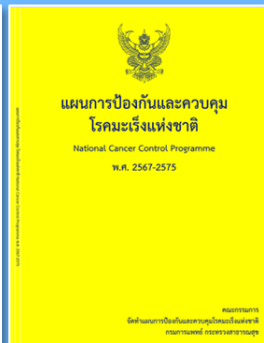 แผนการป้องกันและควบคุม
โรคมะเร็งแห่งชาติ
National Cancer Control Programme
พ.ศ. 2567-2575
คณะกรรมการ
จัดทำแผนการป้องกันและควบคุมโรคมะเร็งแห่งชาติ
กรมการแพทย์ กระทรวงสาธารณสุข